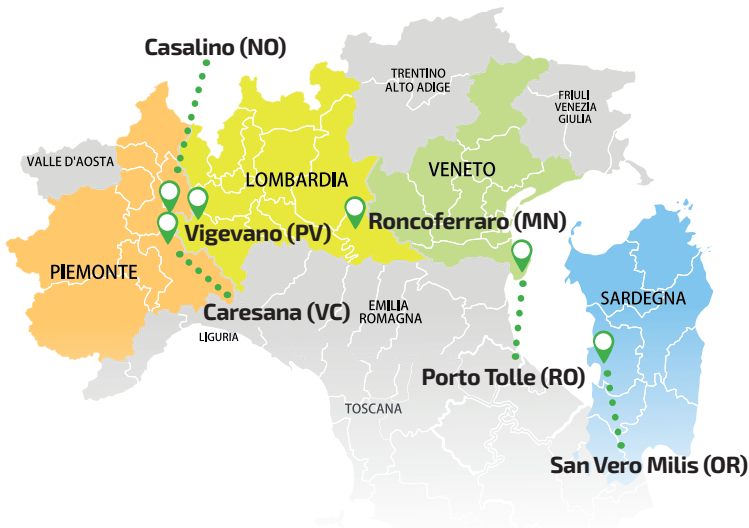 Casalino (NO)
TRENTINO
ALTO ADIGE
FRIULI
VENEZIA
GIULIA
VALLE D'AOSTA
LOMBARDIA
VENETO
Vigevano (PV)
Roncoferraro (MN)
PIEMONTE
SARDEGNA
Caresana (VC)
EMILIA
ROMAGNA
LIGURIA
Porto Tolle (RO)
TOSCANA
San Vero Milis (OR)